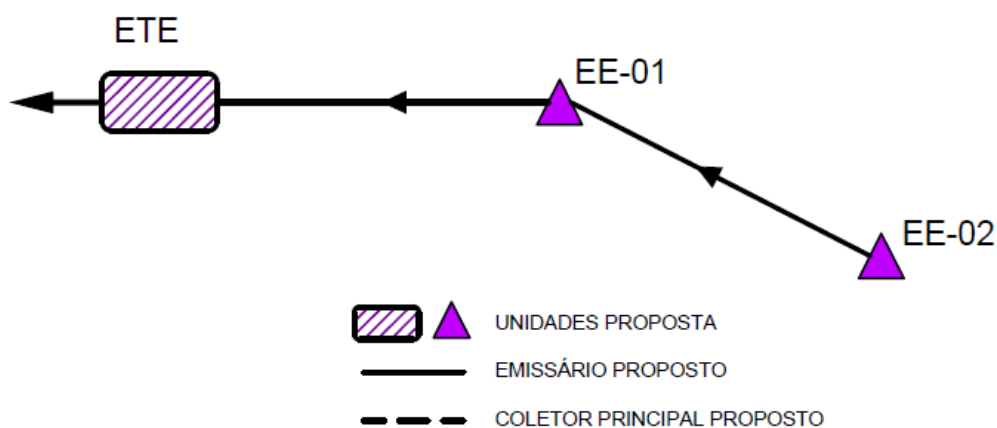 ETE
EE-01
EE-02
UNIDADES PROPOSTA
EMISSÁRIO PROPOSTO
COLETOR PRINCIPAL PROPOSTO